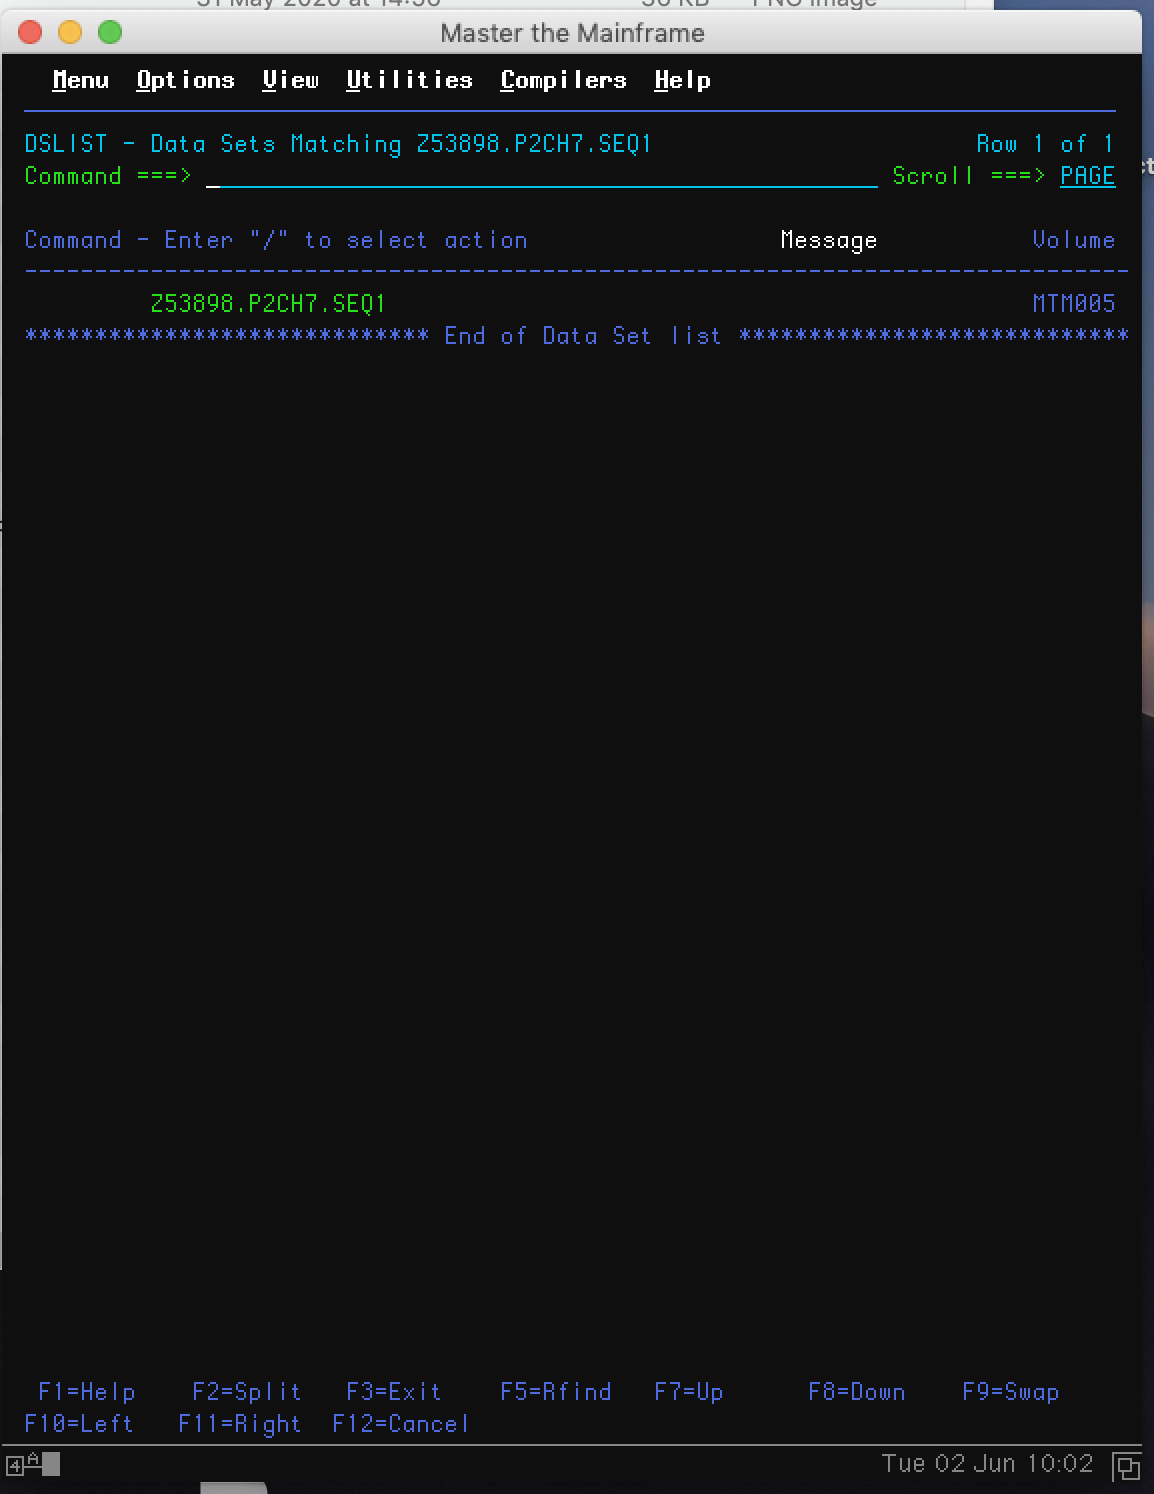 Master the Mainframe
Menu Options View Utilities Compilers Help
DSLIST - Data Sets Matching Z53898.P2CH7.SEQ1 Row 1 of 1
Command ===> Scroll ===> PAGE
Command - Enter "/" to select action Message Volume
-------------------------------------------------------------------------------
Z53898.P2CH7.SEQ1 MTM005
***************************** End of Data Set list ****************************
F1=Help F2=Split F3=Exit F5=Rfind F7=Up F8=Down F9=Swap
F10=Left F11=Right F12=Cancel
4 A Tue 02 Jun 10:02